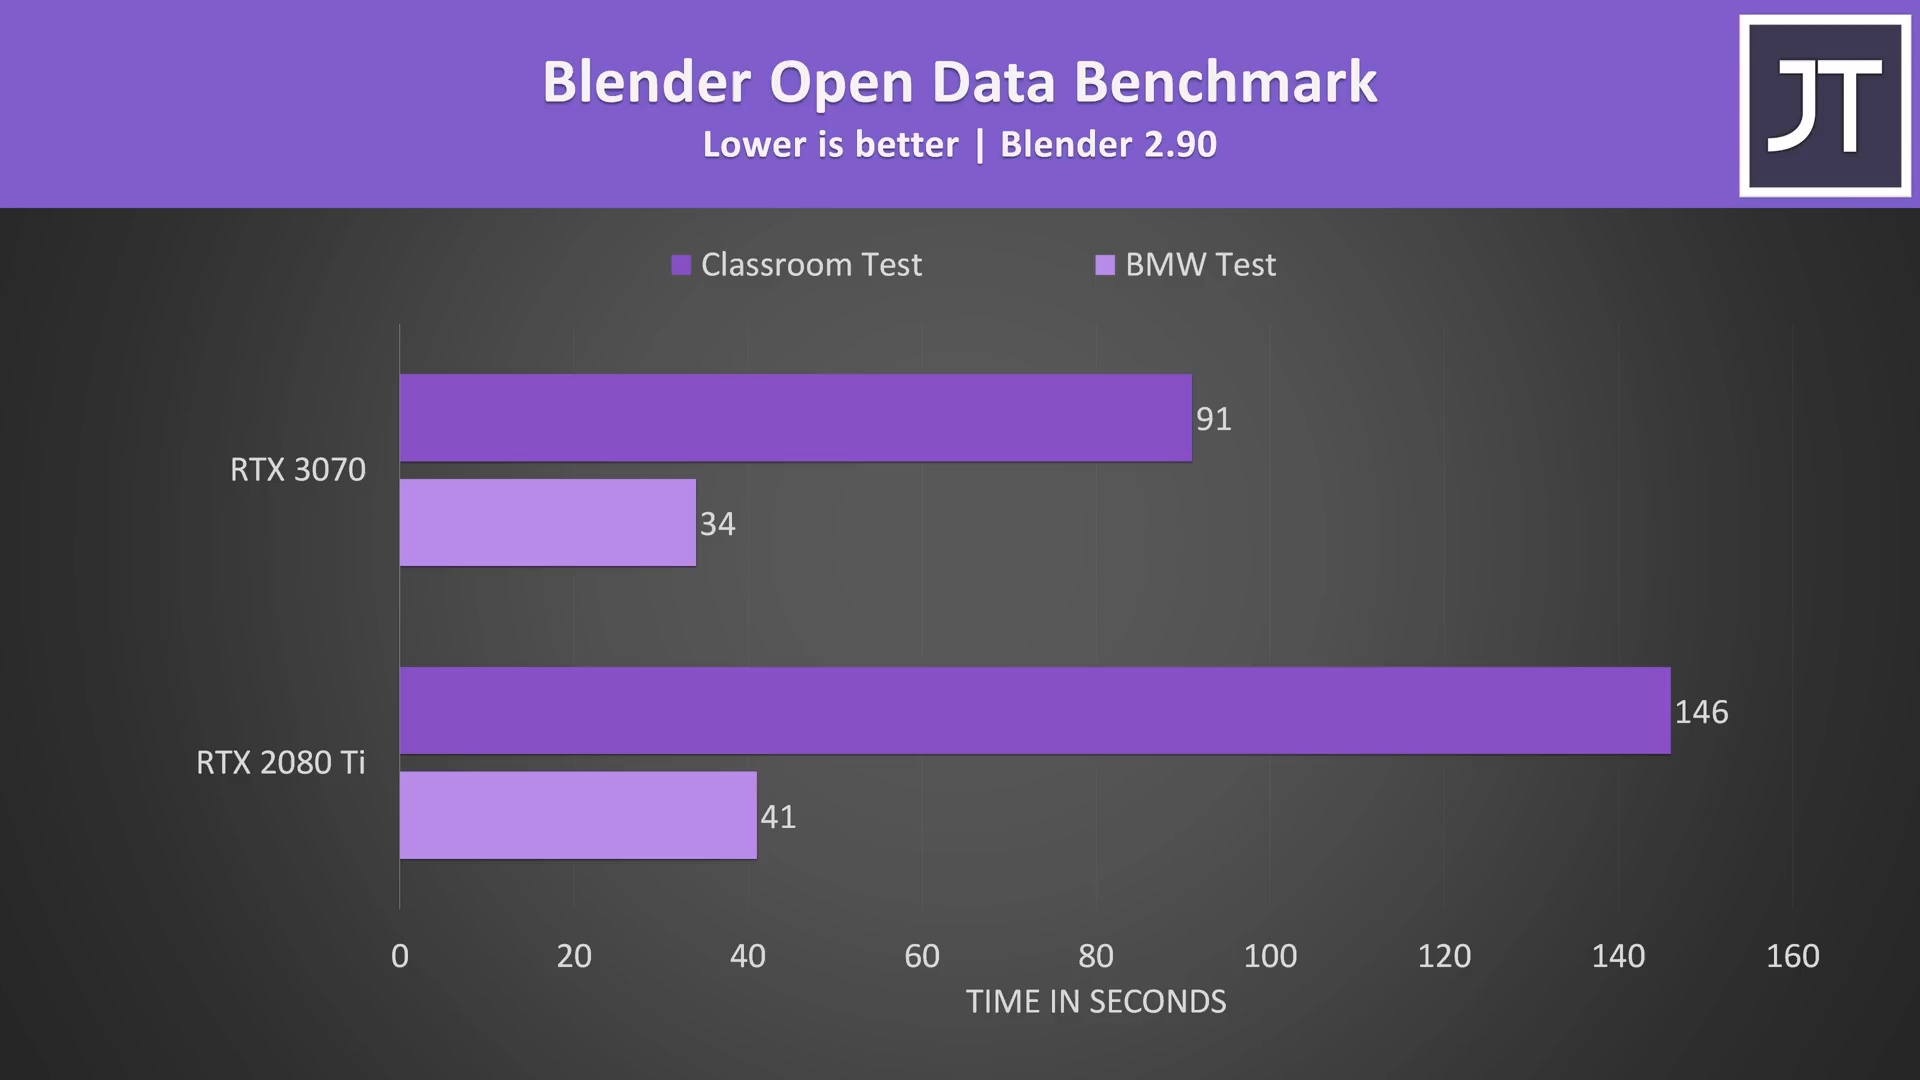 Blender Open Data Benchmark
Lower is better | Blender 2.90
JT
Classroom Test
BMW Test
RTX 3070
91
34
RTX 2080 Ti
146
41
0 20 40 60 80 100 120 140 160
TIME IN SECONDS